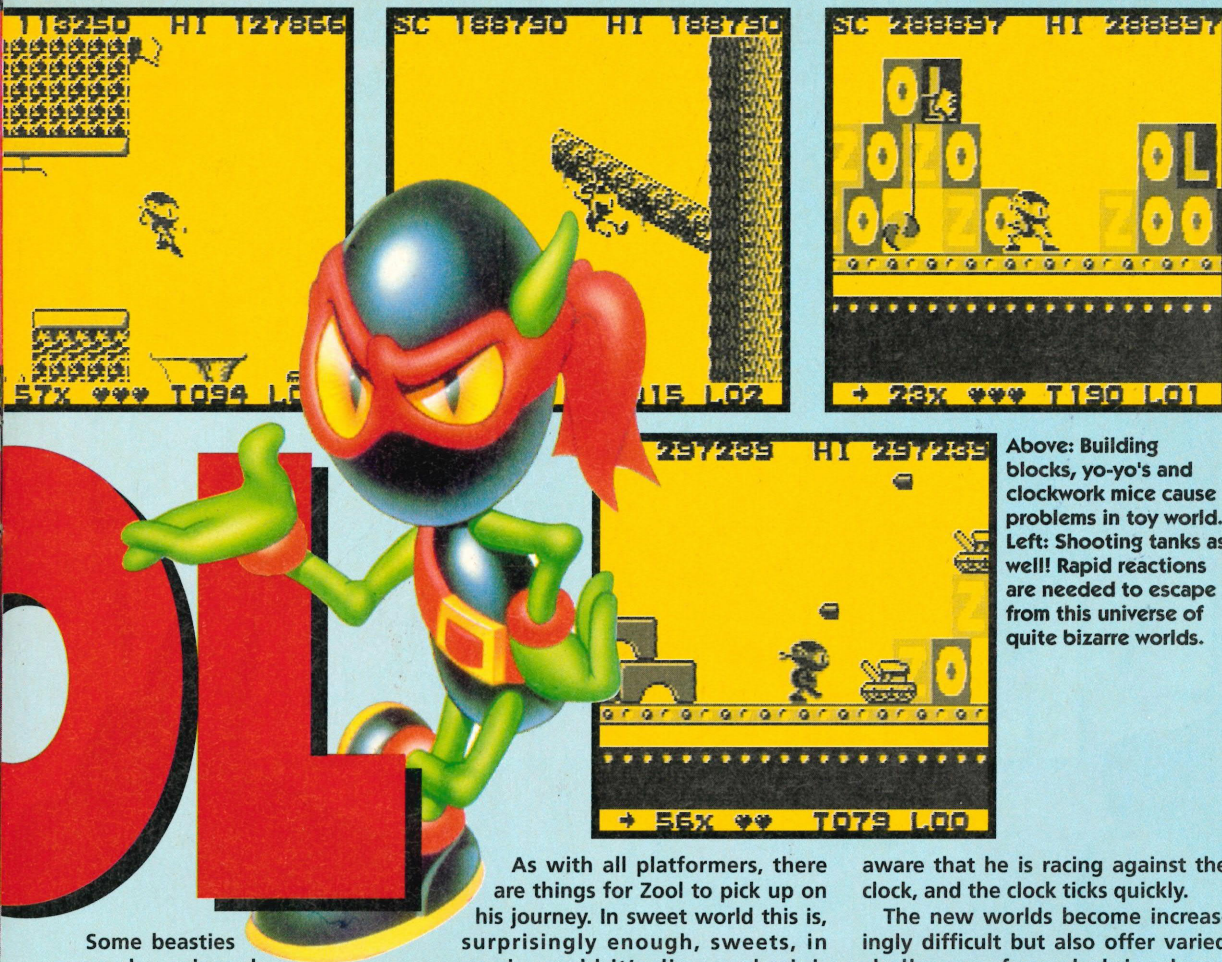 113250 HI 127866
57% ♥♥♥ T094
SC 188790 HI 188790
L02
SC 288897 HI 288897
Z O L
→ 23% ♥♥♥ T190 L01
OL
297239 HI 297239
Z O
→ 56% ♥♥ T079 L00
Above: Building
blocks, yo-yo's and
clockwork mice cause
problems in toy world.
Left: Shooting tanks as
well! Rapid reactions
are needed to escape
from this universe of
quite bizarre worlds.
Some beasties
As with all platformers, there
are things for Zool to pick up on
his journey. In sweet world this is,
surprisingly enough, sweets, in
aware that he is racing against the
clock, and the clock ticks quickly.
The new worlds become increas
ingly difficult but also offer varied